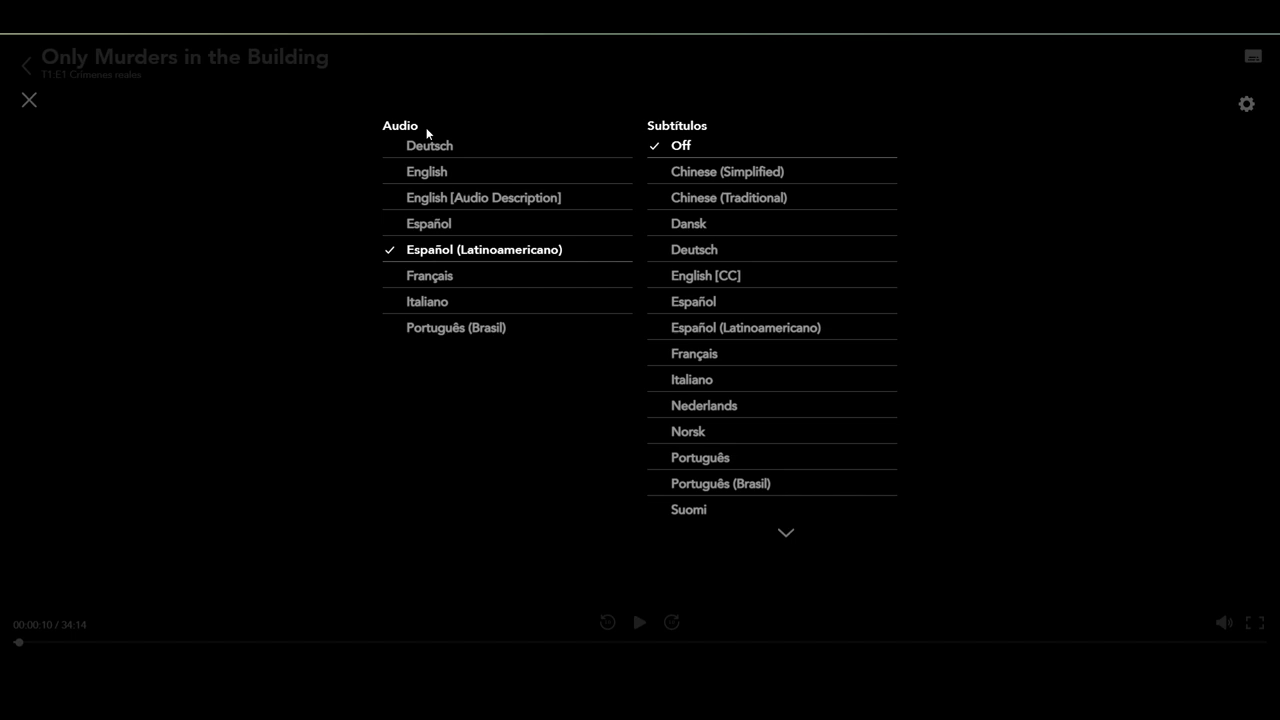 Only Murders in the Building
T1:E1 Crímenes reales
Audio
Deutsch
English
English [Audio Description]
Español
Español (Latinoamericano)
Français
Italiano
Português (Brasil)
Subtítulos
Off
Chinese (Simplified)
Chinese (Traditional)
Dansk
Deutsch
English [CC]
Español
Español (Latinoamericano)
Français
Italiano
Nederlands
Norsk
Português
Português (Brasil)
Suomi
00:00:10 / 34:14